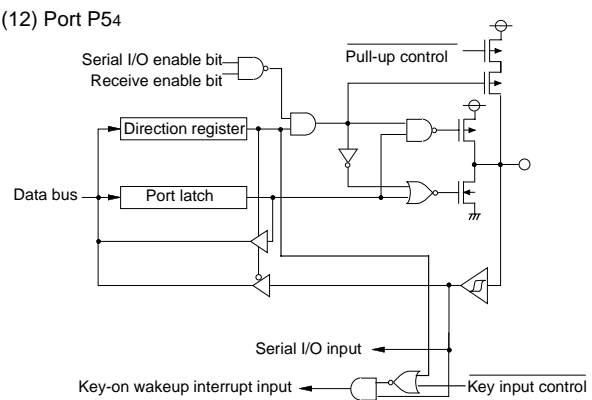 (12) Port P54
Serial I/O enable bit
Receive enable bit
Pull-up control
Direction register
Data bus
Port latch
Serial I/O input
Key-on wakeup interrupt input
Key input control